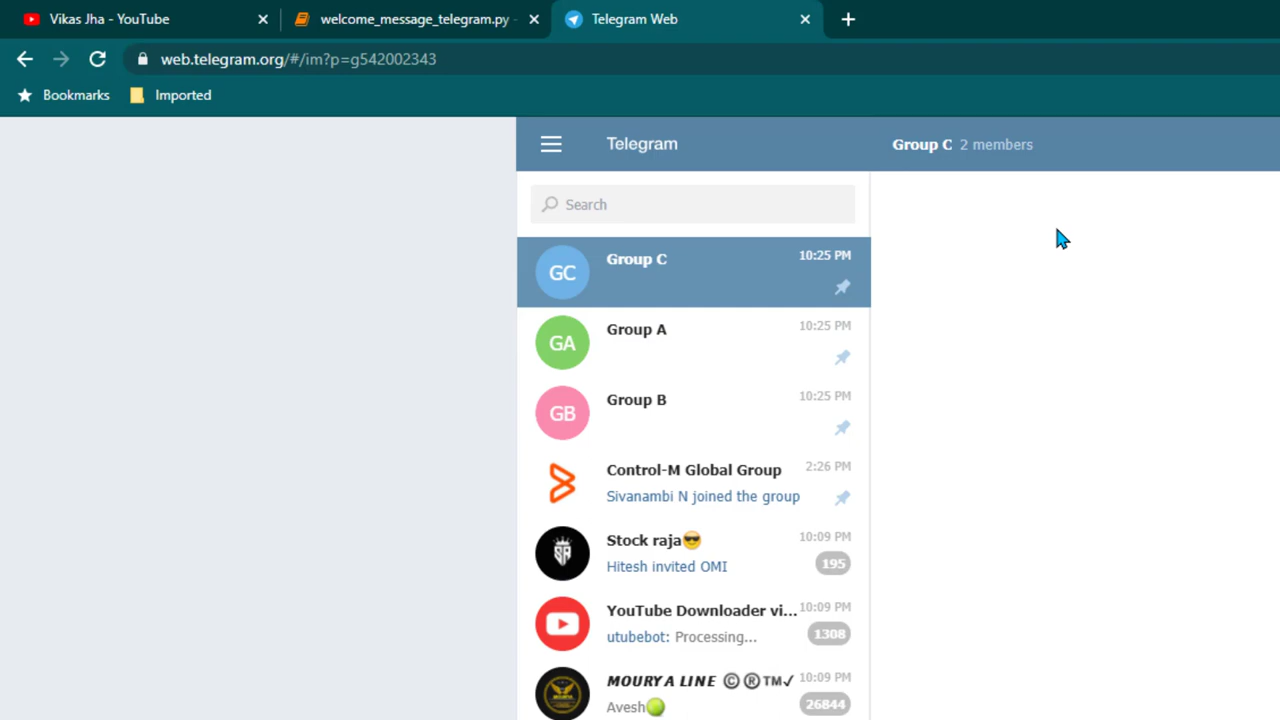 Vikas Jha - YouTube
welcome_message_telegram.py -
Telegram Web
web.telegram.org/#/im?p=g542002343
Bookmarks
Imported
Telegram
Group C 2 members
Search
GC
Group C
10:25 PM
GA
Group A
10:25 PM
GB
Group B
10:25 PM
Control-M Global Group
2:26 PM
Sivanambi N joined the group
SR
Stock raja😎
10:09 PM
Hitesh invited OMI
195
YouTube Downloader vi...
10:09 PM
utubebot: Processing...
1308
MOURYA LINE ©®™✓
10:09 PM
Avesh🎾
26844